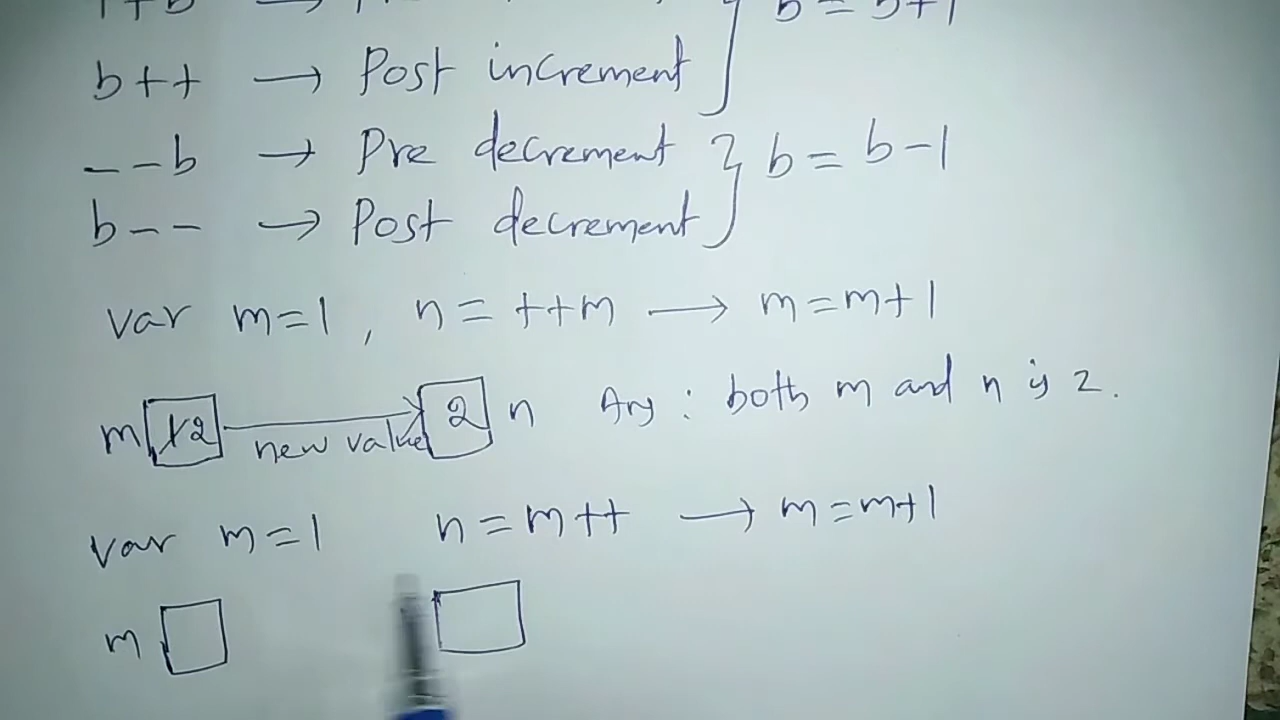 b = b+1
b++ → Post increment
--b → Pre decrement } b = b-1
b-- → Post decrement
var m=1, n = ++m → m=m+1
m 12 new value 2 n Ans : both m and n is 2.
var m=1 n=m++ → m=m+1
m